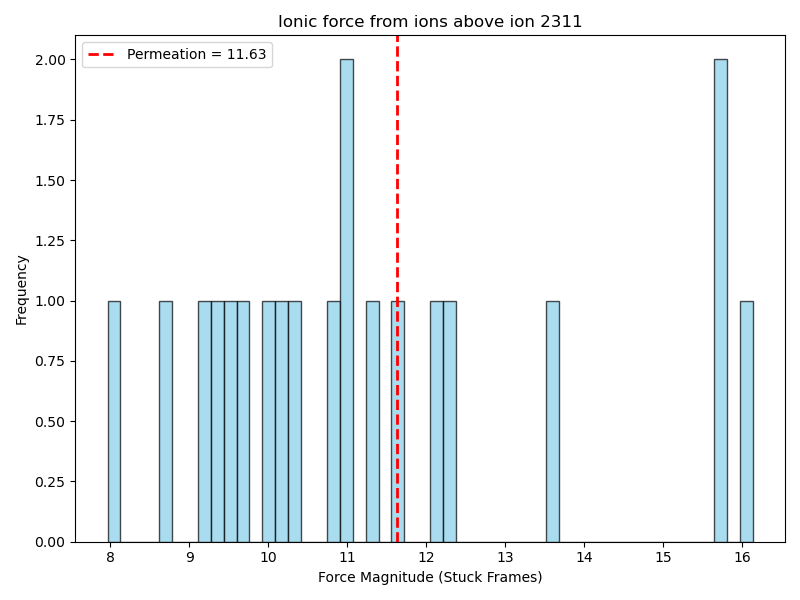 Ionic force from ions above ion 2311
Permeation = 11.63
2.00
1.75
1.50
1.25
1.00
0.75
0.50
0.25
0.00
Frequency
8 9 10 11 12 13 14 15 16
Force Magnitude (Stuck Frames)